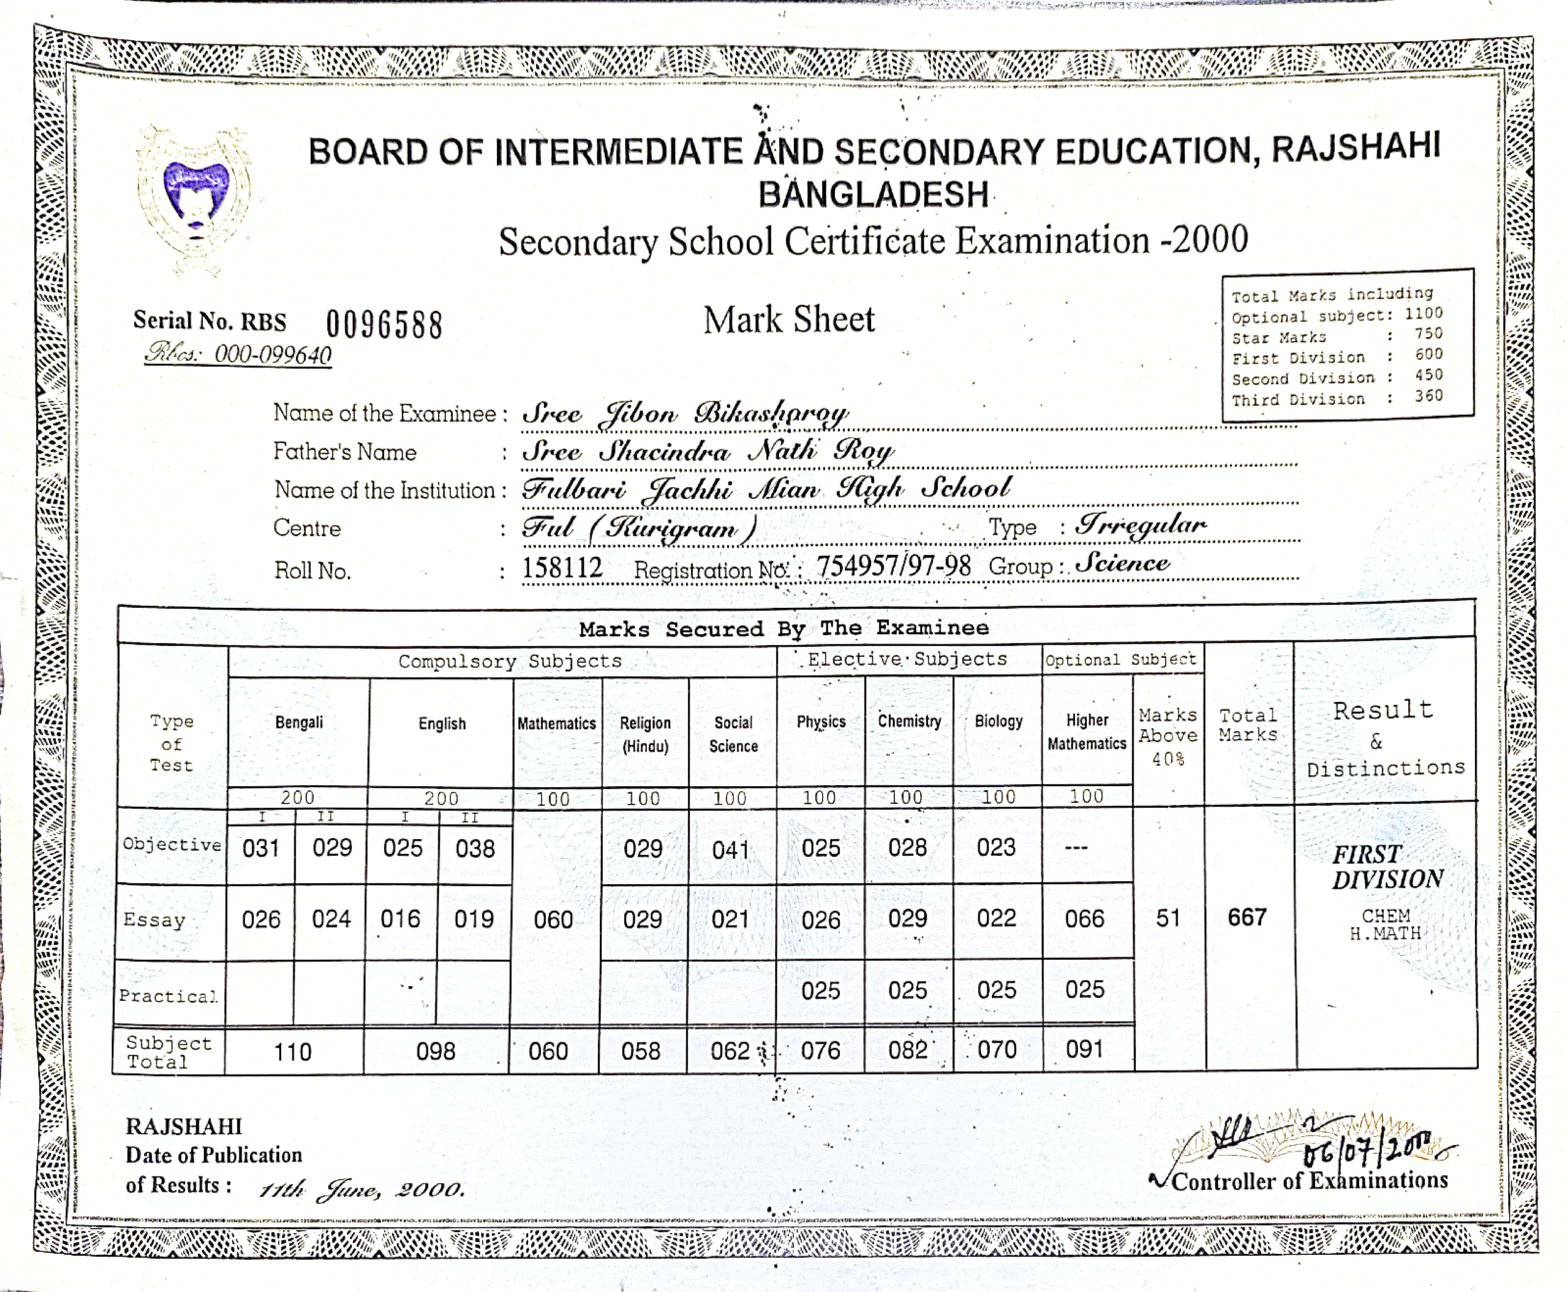 BOARD OF INTERMEDIATE AND SECONDARY EDUCATION, RAJSHAHI
BANGLADESH
Secondary School Certificate Examination -2000
Serial No. RBS 0096588
Rbcs: 000-099640
Mark Sheet
Total Marks including
Optional subject: 1100
Star Marks : 750
First Division : 600
Second Division : 450
Third Division : 360
Name of the Examinee : Sree Jibon Bikashproy
Father's Name : Sree Shacindra Nath Roy
Name of the Institution : Fulbari Jachhi Mian High School
Centre : Ful (Kurigram) Type : Irregular
Roll No. : 158112 Registration No. : 754957/97-98 Group : Science
Marks Secured By The Examinee
Compulsory Subjects Elective Subjects Optional Subject
Type of Test Bengali English Mathematics Religion (Hindu) Social Science Physics Chemistry Biology Higher Mathematics Marks Above 40% Total Marks Result & Distinctions
200 200 100 100 100 100 100 100 100
I II I II
Objective 031 029 025 038 029 041 025 028 023 ---
Essay 026 024 016 019 060 029 021 026 029 022 066 51 667 FIRST DIVISION CHEM H.MATH
Practical 025 025 025 025
Subject Total 110 098 060 058 062 076 082 070 091
RAJSHAHI
Date of Publication
of Results : 11th June, 2000.
06/07/2000
Controller of Examinations